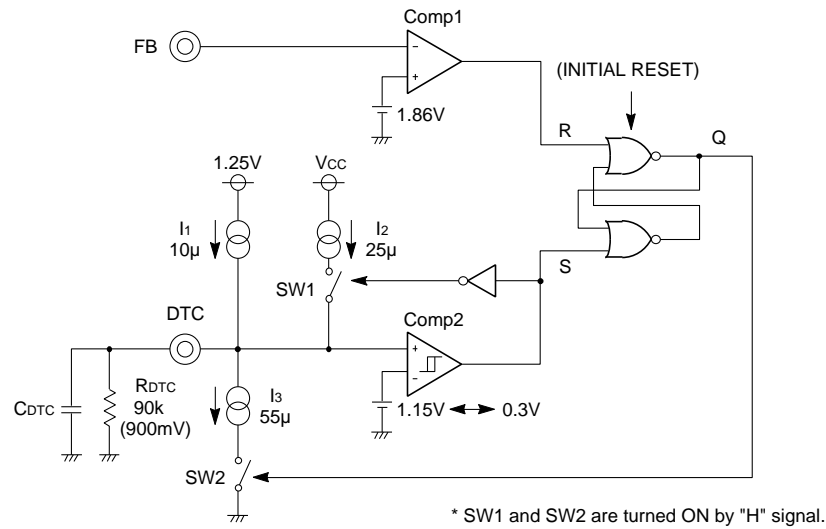 Comp1
FB
−
+
1.86V
(INITIAL RESET)
R
Q
1.25V
VCC
I1
10µ
I2
25µ
SW1
S
DTC
Comp2
+
−
CDTC
RDTC
90k
(900mV)
I3
55µ
1.15V
0.3V
SW2
* SW1 and SW2 are turned ON by "H" signal.